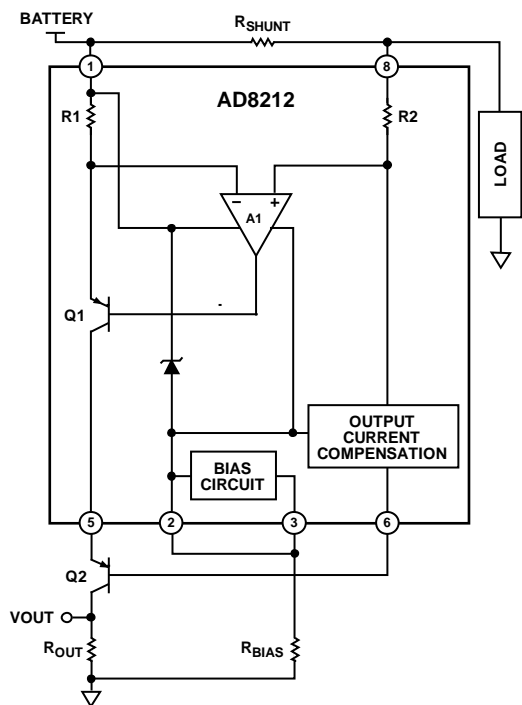 BATTERY
RSHUNT
1
8
AD8212
R1
R2
LOAD
− +
A1
Q1
OUTPUT
CURRENT
COMPENSATION
BIAS
CIRCUIT
5
2
3
6
Q2
VOUT
ROUT
RBIAS